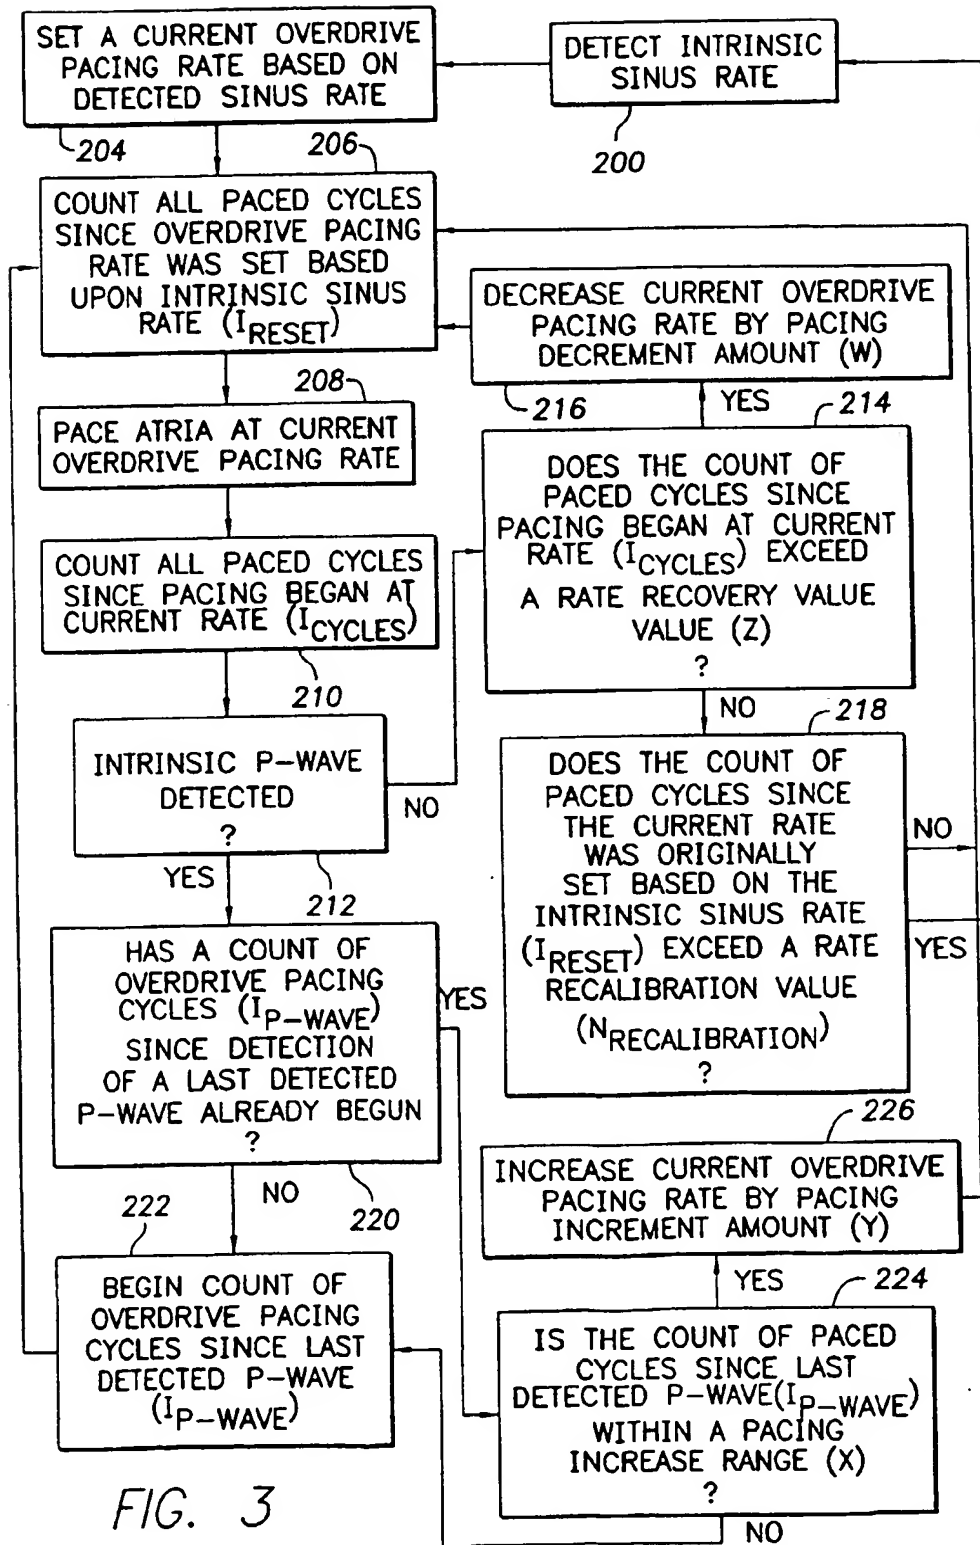 SET A CURRENT OVERDRIVE
PACING RATE BASED ON
DETECTED SINUS RATE
204
DETECT INTRINSIC
SINUS RATE
200
206
COUNT ALL PACED CYCLES
SINCE OVERDRIVE PACING
RATE WAS SET BASED
UPON INTRINSIC SINUS
RATE (IRESET)
208
PACE ATRIA AT CURRENT
OVERDRIVE PACING RATE
COUNT ALL PACED CYCLES
SINCE PACING BEGAN AT
CURRENT RATE (ICYCLES)
210
INTRINSIC P-WAVE
DETECTED
?
NO
YES
212
DECREASE CURRENT OVERDRIVE
PACING RATE BY PACING
DECREMENT AMOUNT (W)
216
YES
214
DOES THE COUNT OF
PACED CYCLES SINCE
PACING BEGAN AT CURRENT
RATE (ICYCLES) EXCEED
A RATE RECOVERY VALUE
VALUE (Z)
?
NO
218
DOES THE COUNT OF
PACED CYCLES SINCE
THE CURRENT RATE
WAS ORIGINALLY
SET BASED ON THE
INTRINSIC SINUS RATE
(IRESET) EXCEED A RATE
RECALIBRATION VALUE
(NRECALIBRATION)
?
NO
YES
HAS A COUNT OF
OVERDRIVE PACING
CYCLES (IP-WAVE)
SINCE DETECTION
OF A LAST DETECTED
P-WAVE ALREADY BEGUN
?
YES
NO
220
222
BEGIN COUNT OF
OVERDRIVE PACING
CYCLES SINCE LAST
DETECTED P-WAVE
(IP-WAVE)
226
INCREASE CURRENT OVERDRIVE
PACING RATE BY PACING
INCREMENT AMOUNT (Y)
YES
224
IS THE COUNT OF PACED
CYCLES SINCE LAST
DETECTED P-WAVE(IP-WAVE)
WITHIN A PACING
INCREASE RANGE (X)
?
NO
FIG. 3